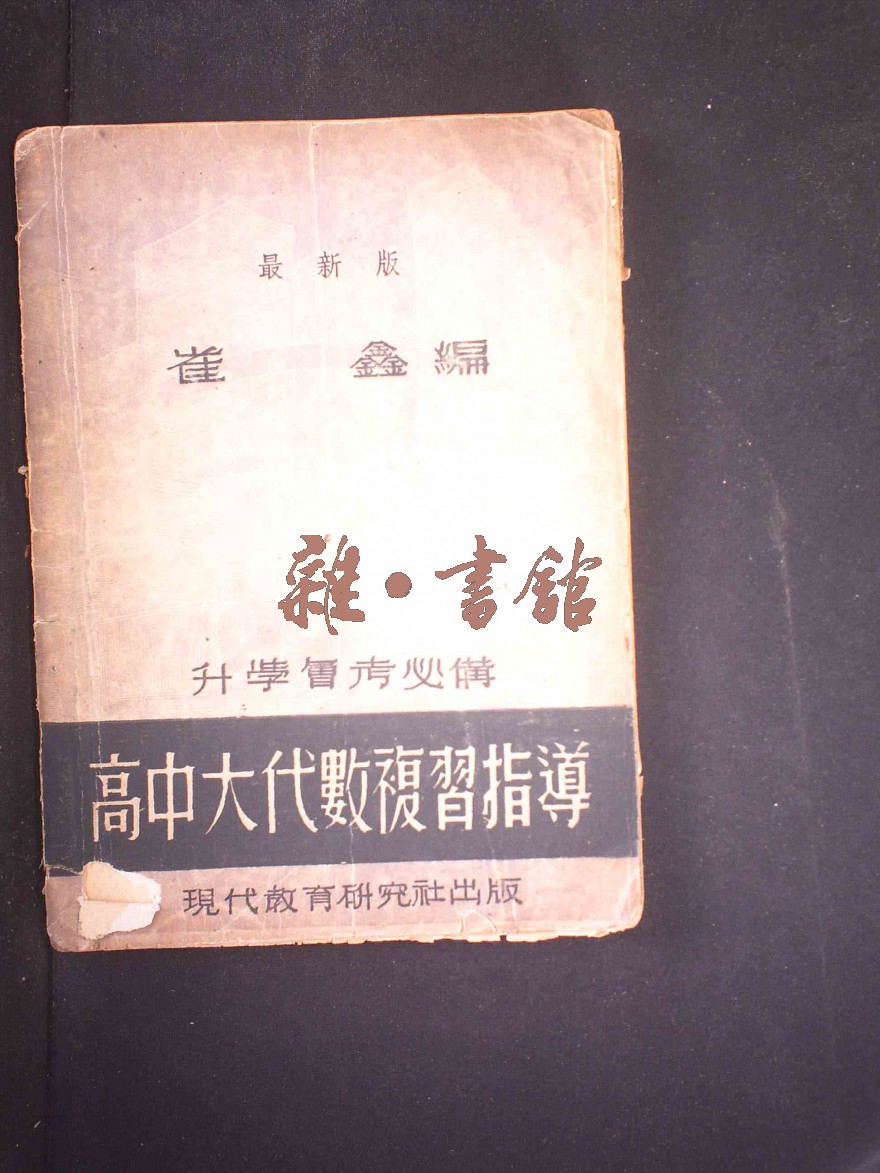 最新版
崔鑫編
雜·書館
升學會考必備
高中大代數複習指導
現代教育研究社出版